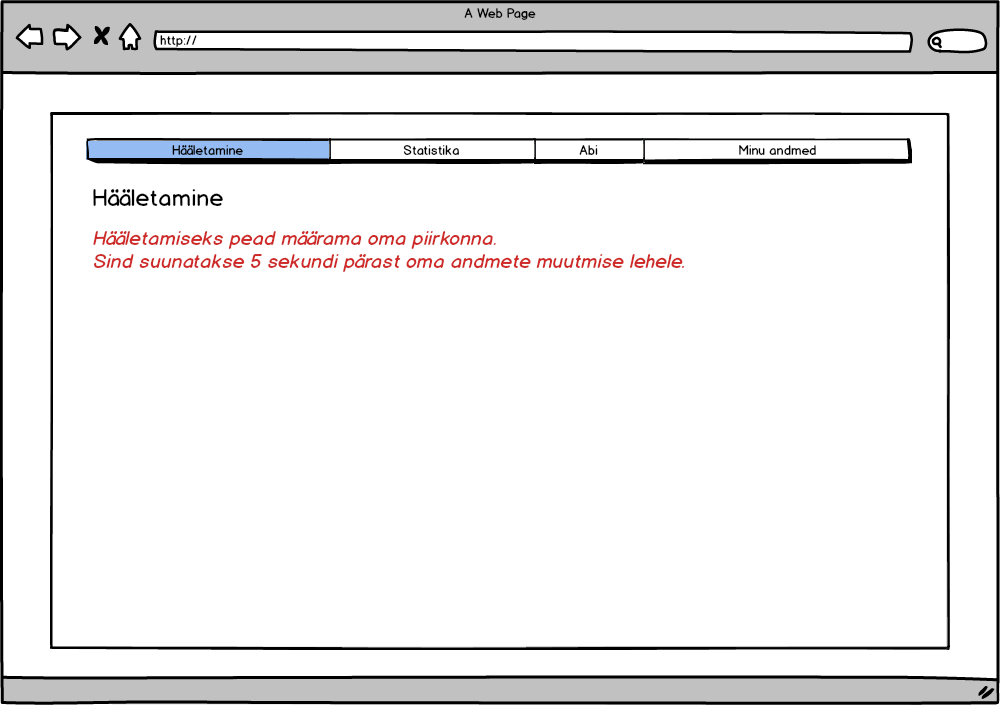 A Web Page
http://
Hääletamine Statistika Abi Minu andmed
Hääletamine
Hääletamiseks pead määrama oma piirkonna.
Sind suunatakse 5 sekundi pärast oma andmete muutmise lehele.